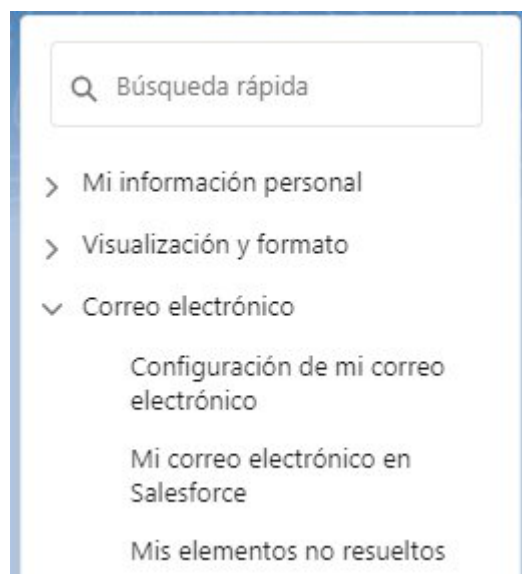 Búsqueda rápida
Mi información personal
Visualización y formato
Correo electrónico
Configuración de mi correo
electrónico
Mi correo electrónico en
Salesforce
Mis elementos no resueltos